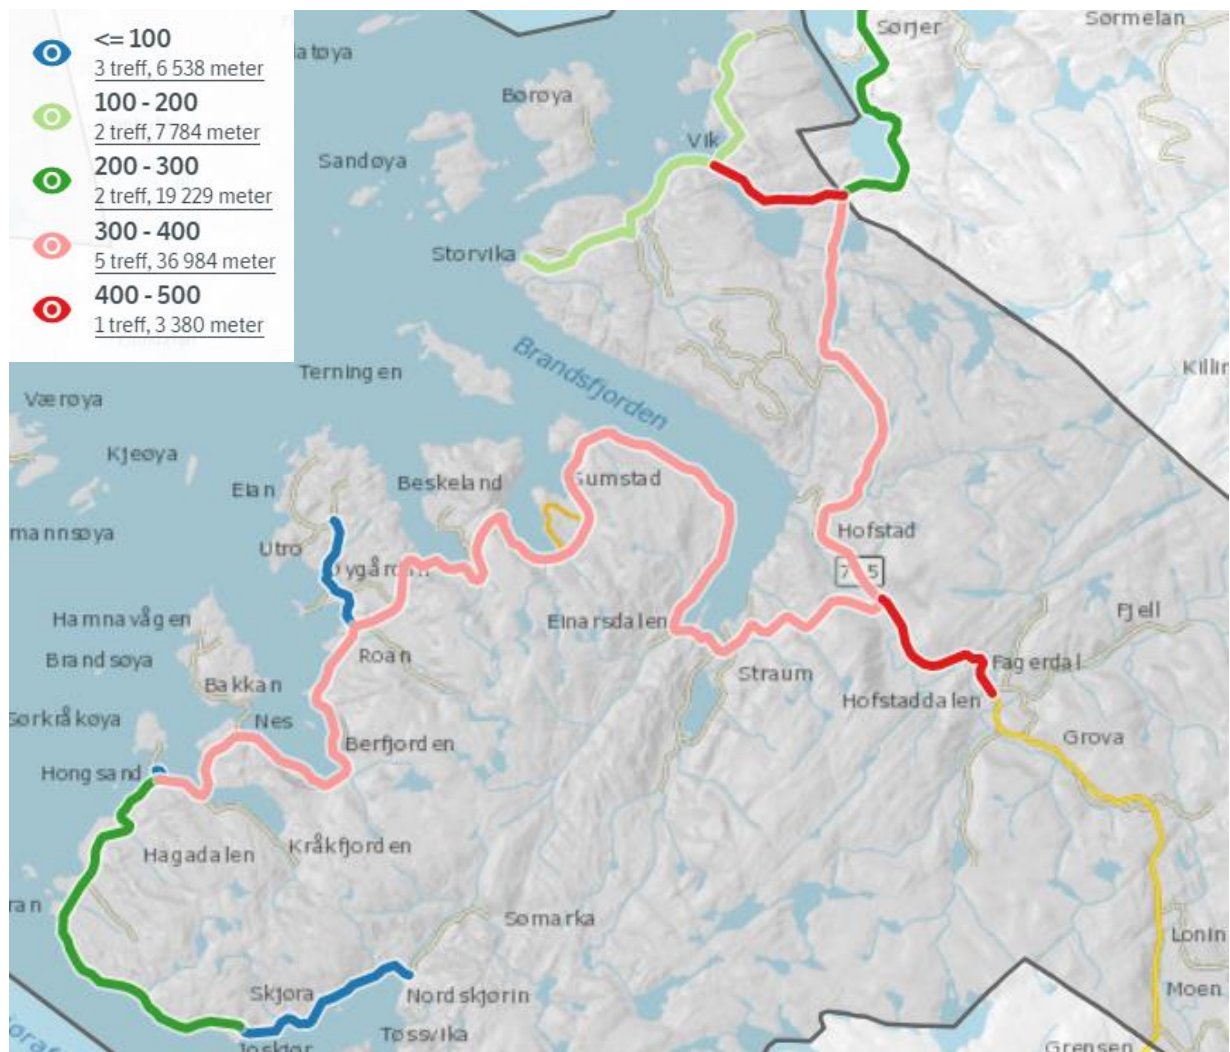 <= 100
3 treff, 6 538 meter
100 - 200
2 treff, 7 784 meter
200 - 300
2 treff, 19 229 meter
300 - 400
5 treff, 36 984 meter
400 - 500
1 treff, 3 380 meter
Sørjer
Sørmelan
Børøya
Vik
Sandøya
Storvika
Brandsfjorden
Terningen
Værøya
Kjeøya
Beskeland
Sumstad
Elan
Utro
Hofstad
Hamnavågen
Einarsdalen
Fjell
Brandsøya
Roan
Fagerdal
Straum
Bakkan
Hofstaddalen
Sørkråkøya
Nes
Berfjorden
Grova
Hongsand
Kråkfjorden
Hagadalen
Sømarka
Lonin
Skjøra
Nordskjørin
Moen
Tøssvika
Grensen